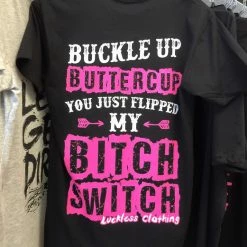 BUCKLE UP
BUTTERCUP
YOU JUST FLIPPED
MY
BITCH
SWITCH
Luckless Clothing